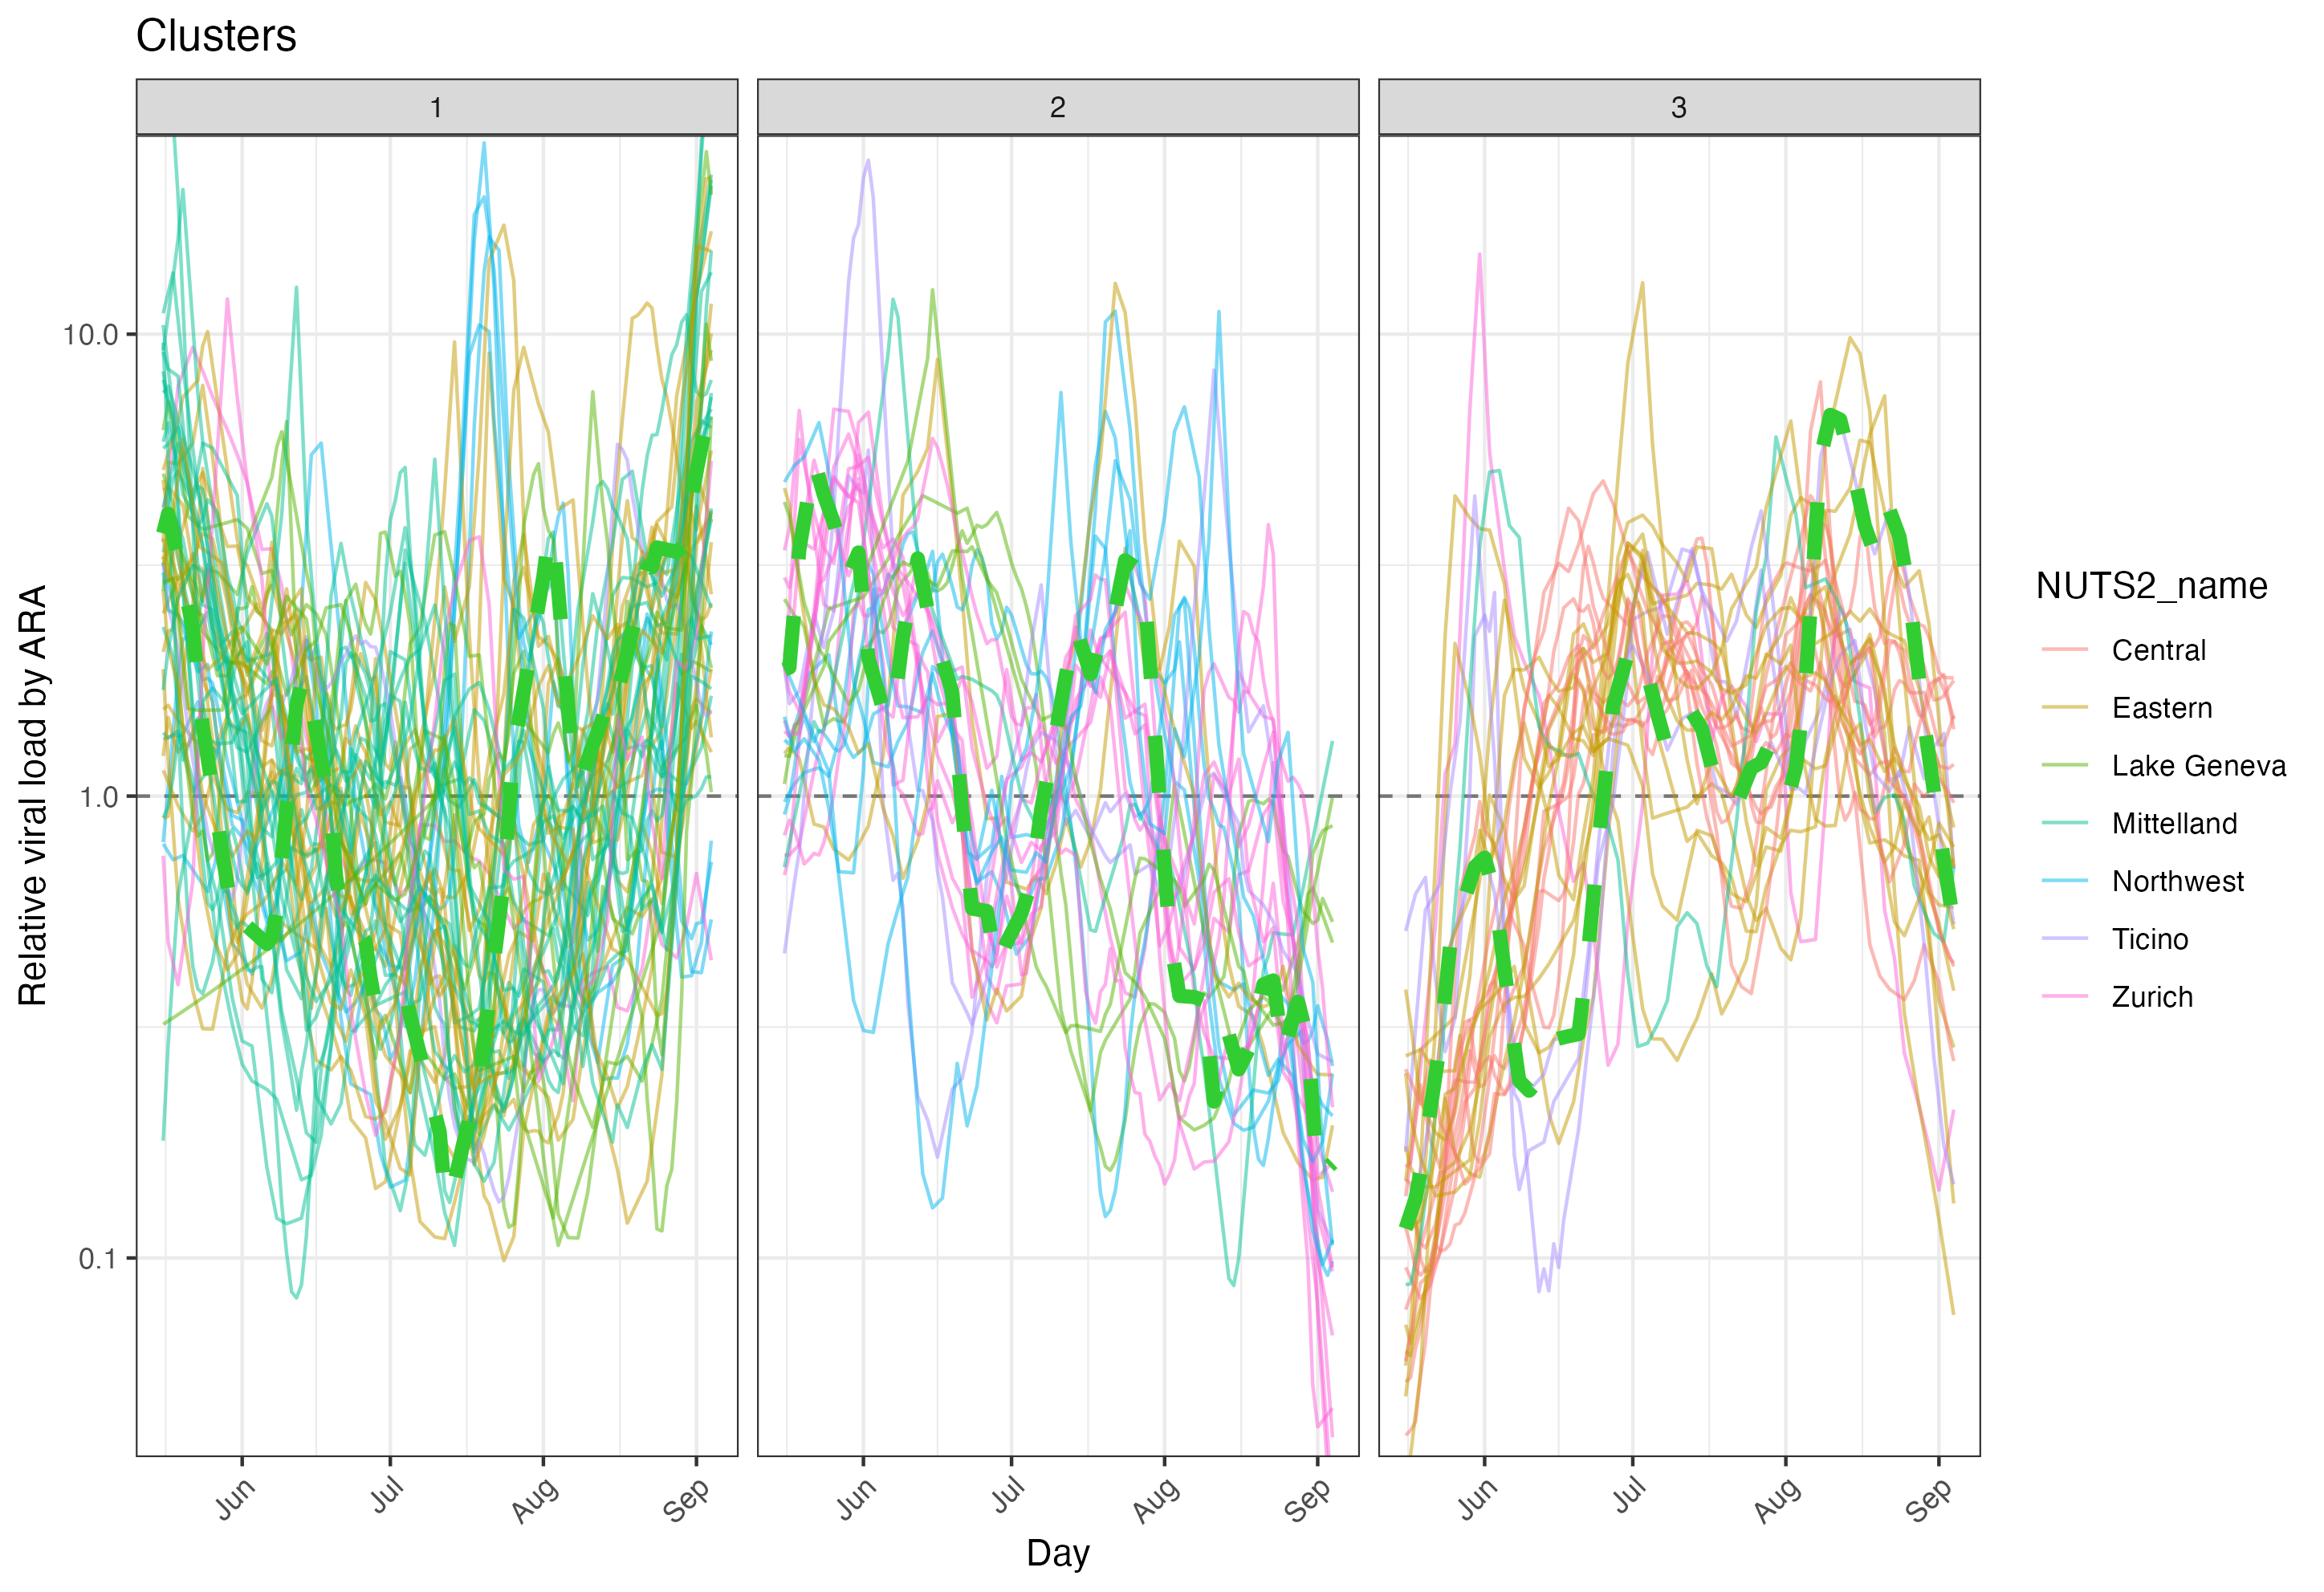 Clusters
1
2
3
Relative viral load by ARA
10.0
1.0
0.1
Jun
Jul
Aug
Sep
Jun
Jul
Aug
Sep
Jun
Jul
Aug
Sep
Day
NUTS2_name
Central
Eastern
Lake Geneva
Mittelland
Northwest
Ticino
Zurich